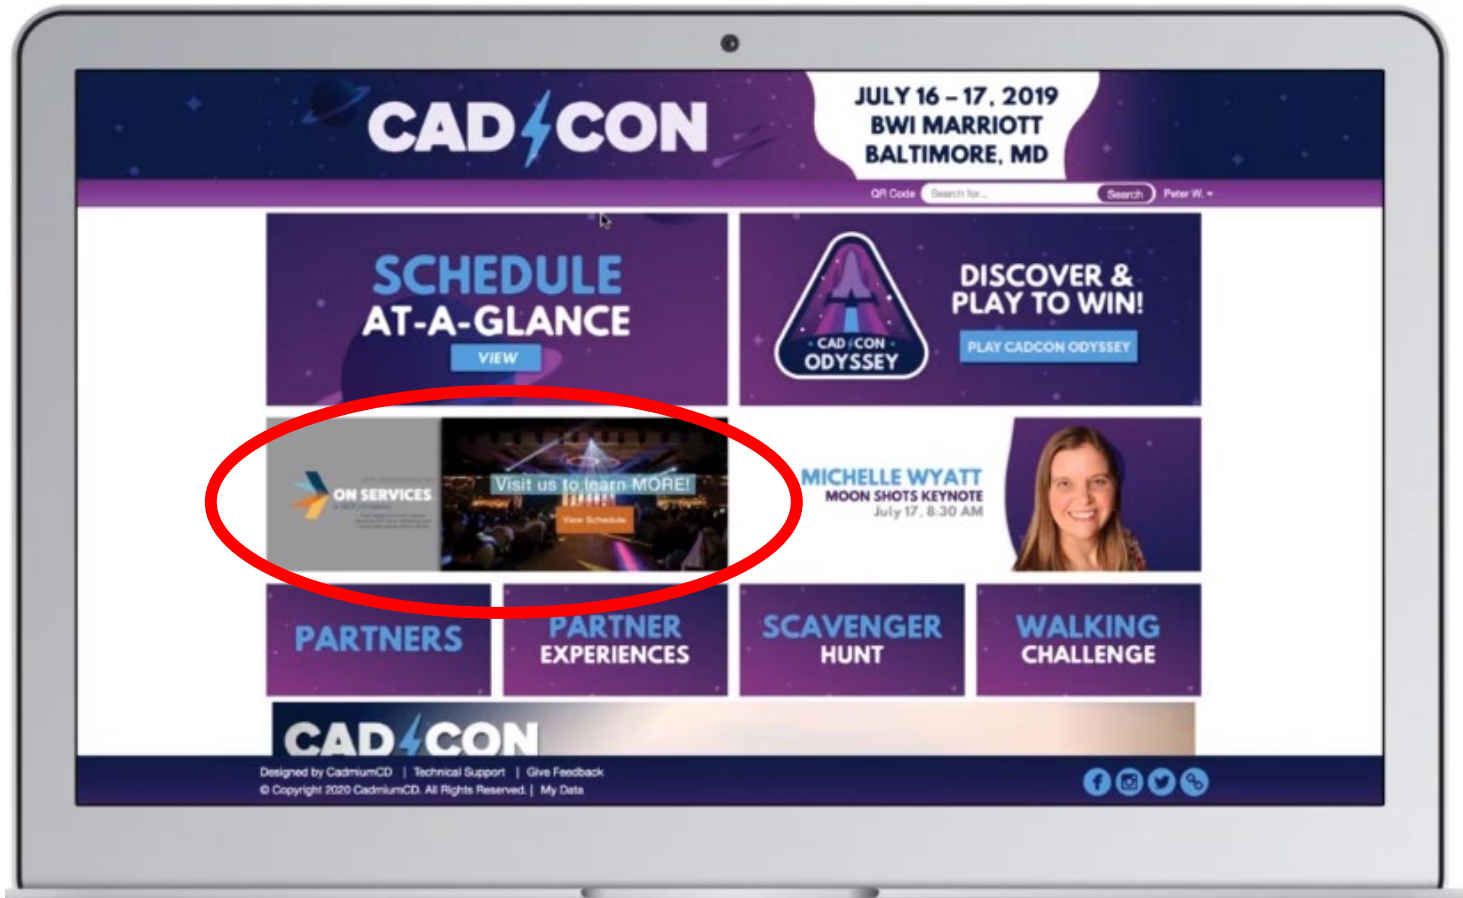 CAD CON
JULY 16 – 17, 2019
BWI MARRIOTT
BALTIMORE, MD
QR Code
Search for...
Search
Peter W.
SCHEDULE
AT-A-GLANCE
VIEW
CAD CON
ODYSSEY
DISCOVER &
PLAY TO WIN!
PLAY CADCON ODYSSEY
ON SERVICES
Visit us to learn MORE!
View Schedule
MICHELLE WYATT
MOON SHOTS KEYNOTE
July 17, 8:30 AM
PARTNERS
PARTNER
EXPERIENCES
SCAVENGER
HUNT
WALKING
CHALLENGE
CAD CON
Designed by CadmiumCD | Technical Support | Give Feedback
© Copyright 2020 CadmiumCD. All Rights Reserved. | My Data